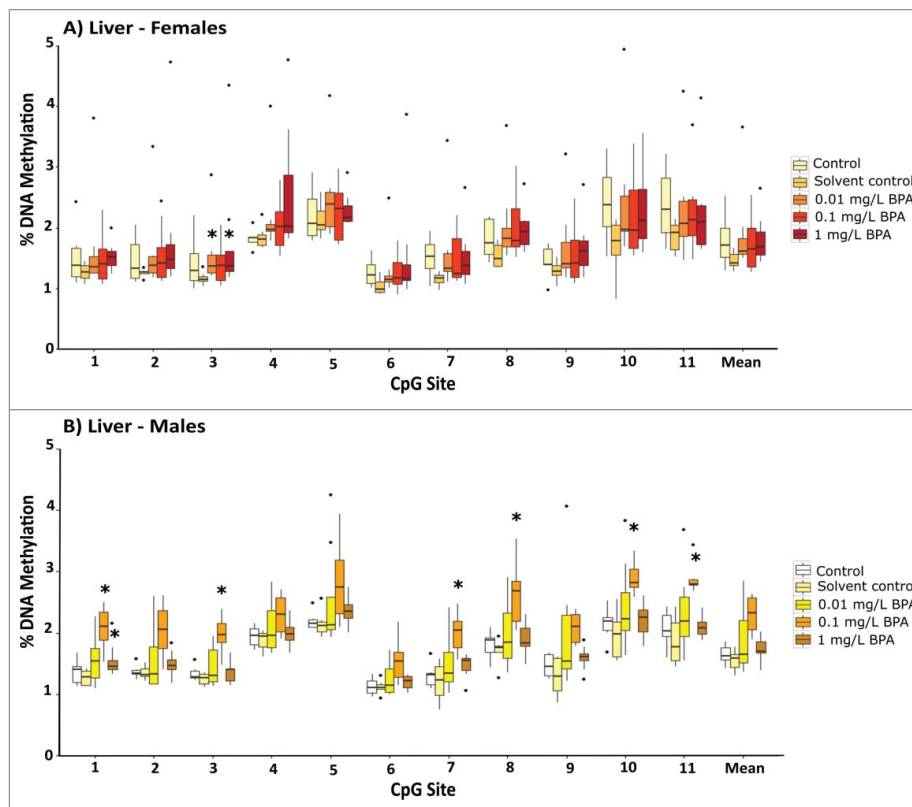 A) Liver - Females
5
4
3
2
1
0
% DNA Methylation
* *
1 2 3 4 5 6 7 8 9 10 11 Mean
CpG Site
Control
Solvent control
0.01 mg/L BPA
0.1 mg/L BPA
1 mg/L BPA
B) Liver - Males
5
4
3
2
1
0
% DNA Methylation
* * * * * * *
1 2 3 4 5 6 7 8 9 10 11 Mean
CpG Site
Control
Solvent control
0.01 mg/L BPA
0.1 mg/L BPA
1 mg/L BPA